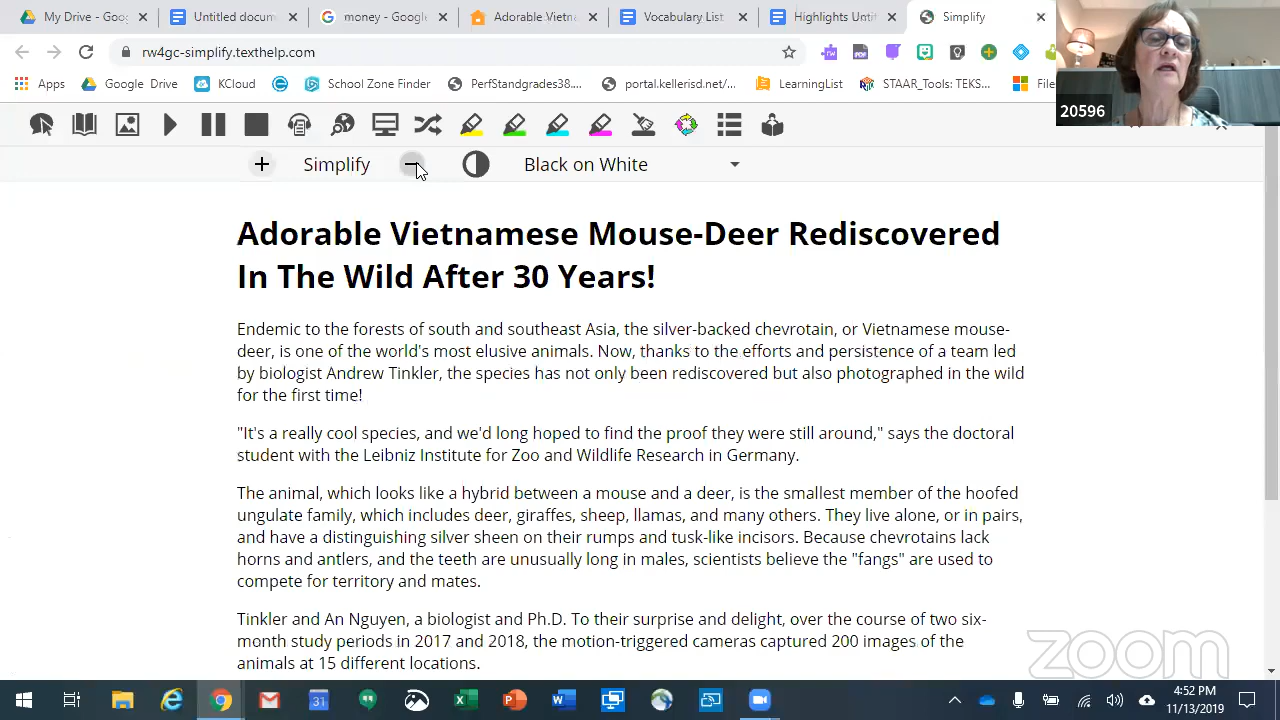 My Drive - Goo
Untitled docum
money - Google
Adorable Vietn
Vocabulary List
Highlights Unti
Simplify
rw4gc-simplify.texthelp.com
Apps
Google Drive
KCloud
School Zone Finder
PerfStandgrades38....
portal.kellerisd.net/...
LearningList
STAAR_Tools: TEKS...
File
20596
Simplify
Black on White
Adorable Vietnamese Mouse-Deer Rediscovered
In The Wild After 30 Years!
Endemic to the forests of south and southeast Asia, the silver-backed chevrotain, or Vietnamese mouse-
deer, is one of the world's most elusive animals. Now, thanks to the efforts and persistence of a team led
by biologist Andrew Tinkler, the species has not only been rediscovered but also photographed in the wild
for the first time!
"It's a really cool species, and we'd long hoped to find the proof they were still around," says the doctoral
student with the Leibniz Institute for Zoo and Wildlife Research in Germany.
The animal, which looks like a hybrid between a mouse and a deer, is the smallest member of the hoofed
ungulate family, which includes deer, giraffes, sheep, llamas, and many others. They live alone, or in pairs,
and have a distinguishing silver sheen on their rumps and tusk-like incisors. Because chevrotains lack
horns and antlers, and the teeth are unusually long in males, scientists believe the "fangs" are used to
compete for territory and mates.
Tinkler and An Nguyen, a biologist and Ph.D. To their surprise and delight, over the course of two six-
month study periods in 2017 and 2018, the motion-triggered cameras captured 200 images of the
animals at 15 different locations.
zoom
4:52 PM
11/13/2019